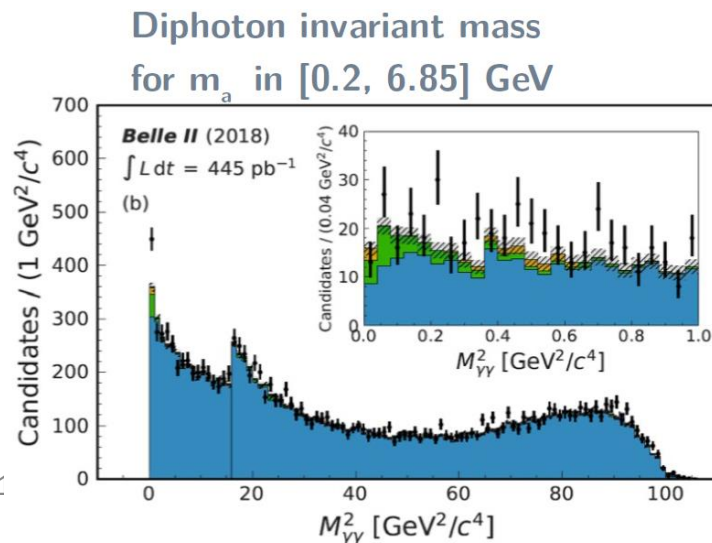 Diphoton invariant mass
for mₐ in [0.2, 6.85] GeV
700
600
500
400
300
200
100
0
Candidates / (1 GeV²/c⁴)
Belle II (2018)
∫ L dt = 445 pb⁻¹
(b)
40
30
20
10
0
Candidates / (0.04 GeV²/c⁴)
0.0 0.2 0.4 0.6 0.8 1.0
M²γγ [GeV²/c⁴]
0 20 40 60 80 100
M²γγ [GeV²/c⁴]